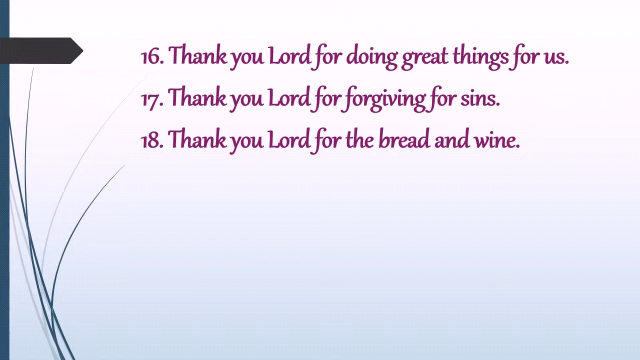 16. Thank you Lord for doing great things for us.
17. Thank you Lord for forgiving for sins.
18. Thank you Lord for the bread and wine.